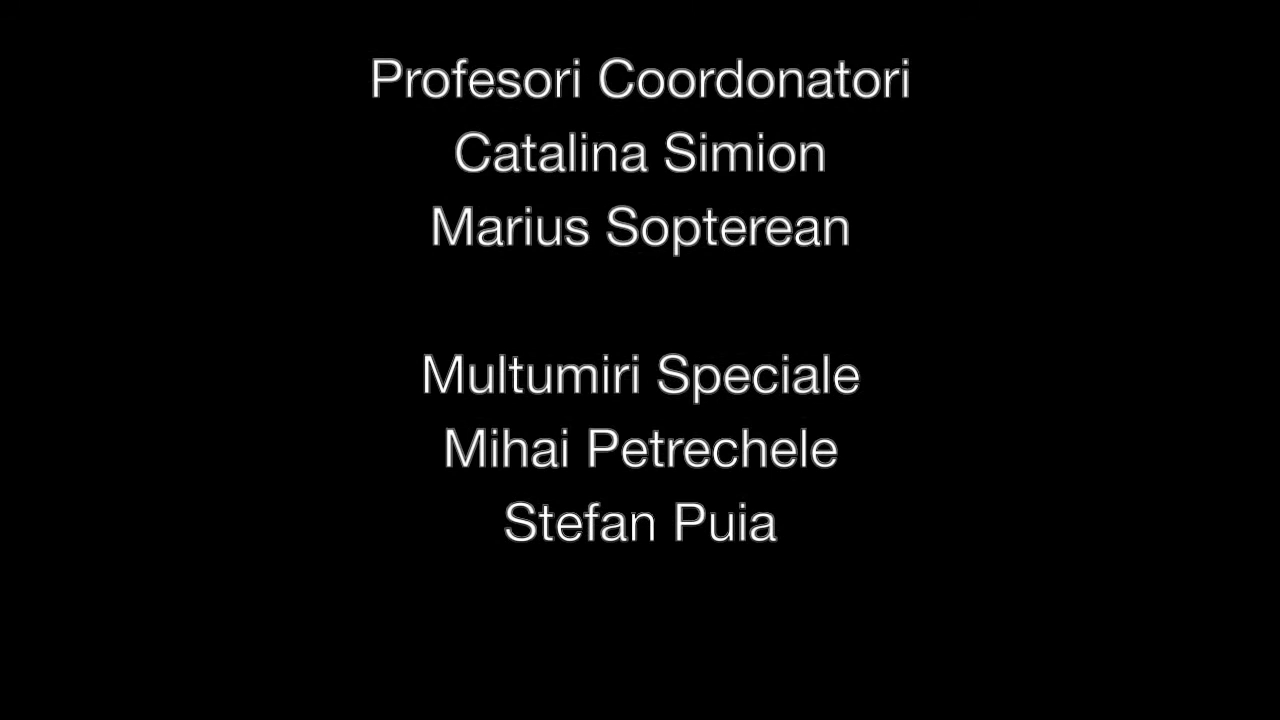 Profesori Coordonatori
Catalina Simion
Marius Sopterean
Multumiri Speciale
Mihai Petrechele
Stefan Puia